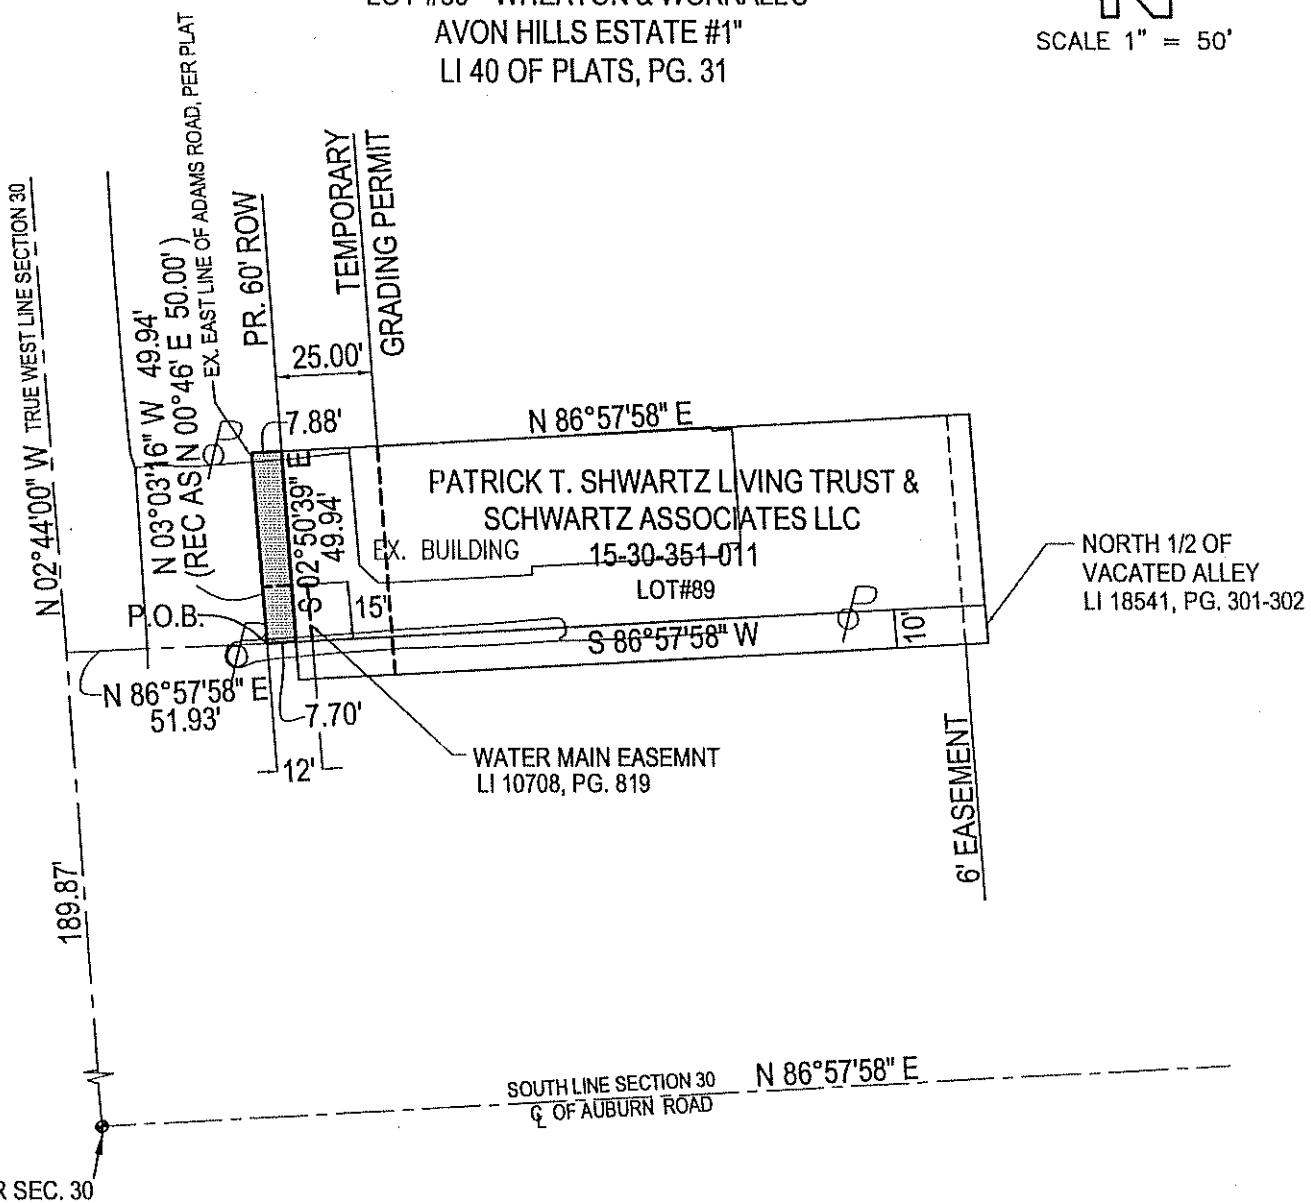 AVON HILLS ESTATE #1"
LI 40 OF PLATS, PG. 31
SCALE 1" = 50'
N 02°44'00" W TRUE WEST LINE SECTION 30
N 03°03'16" W 49.94'
(REC AS N 00°46' E 50.00')
EX. EAST LINE OF ADAMS ROAD, PER PLAT
PR. 60' ROW
TEMPORARY
GRADING PERMIT
25.00'
7.88'
N 86°57'58" E
S 02°50'39" E
49.94'
PATRICK T. SHWARTZ LIVING TRUST &
SCHWARTZ ASSOCIATES LLC
EX. BUILDING
15-30-351-011
LOT#89
NORTH 1/2 OF
VACATED ALLEY
LI 18541, PG. 301-302
P.O.B.
15'
S 86°57'58" W
10'
N 86°57'58" E
51.93'
7.70'
12'
WATER MAIN EASEMNT
LI 10708, PG. 819
6' EASEMENT
189.87'
SOUTH LINE SECTION 30
N 86°57'58" E
℄ OF AUBURN ROAD
R SEC. 30